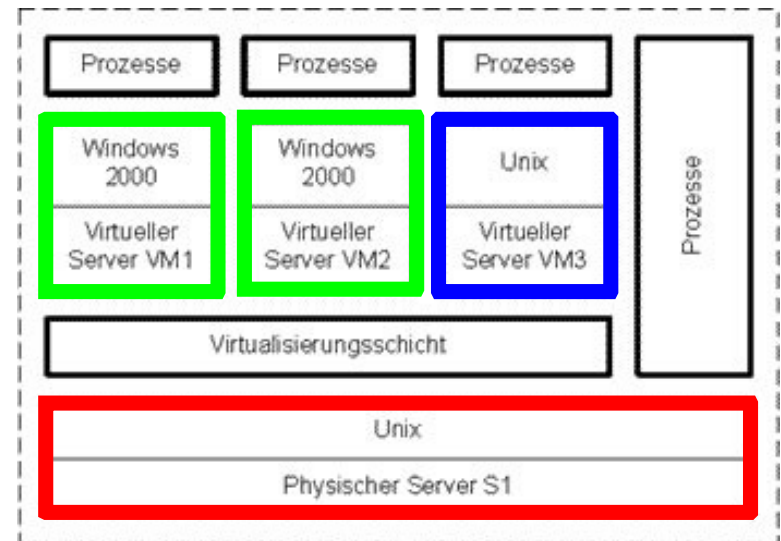 Prozesse
Prozesse
Prozesse
Prozesse
Windows
2000
Windows
2000
Unix
Virtueller
Server VM1
Virtueller
Server VM2
Virtueller
Server VM3
Virtualisierungsschicht
Unix
Physischer Server S1